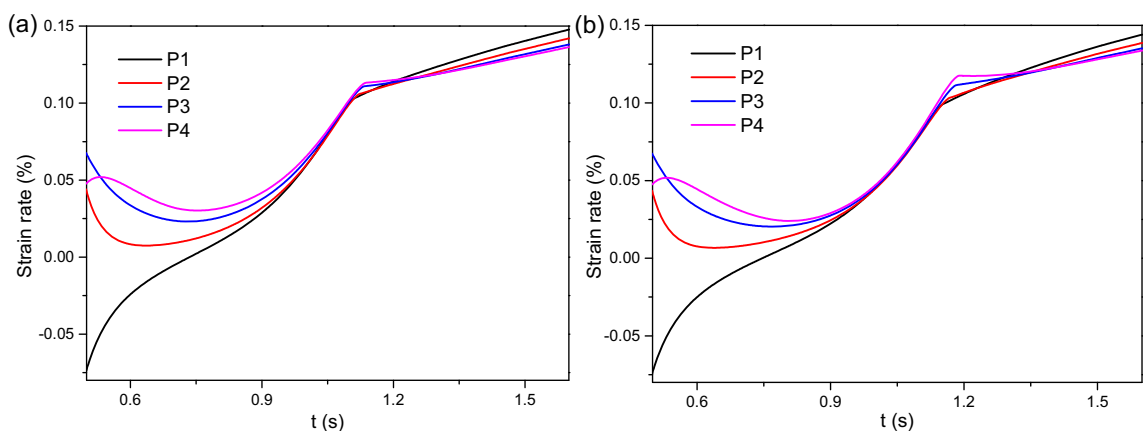 (a)
0.15
0.10
0.05
0.00
-0.05
Strain rate (%)
P1
P2
P3
P4
0.6 0.9 1.2 1.5
t (s)
(b)
0.15
0.10
0.05
0.00
-0.05
Strain rate (%)
P1
P2
P3
P4
0.6 0.9 1.2 1.5
t (s)